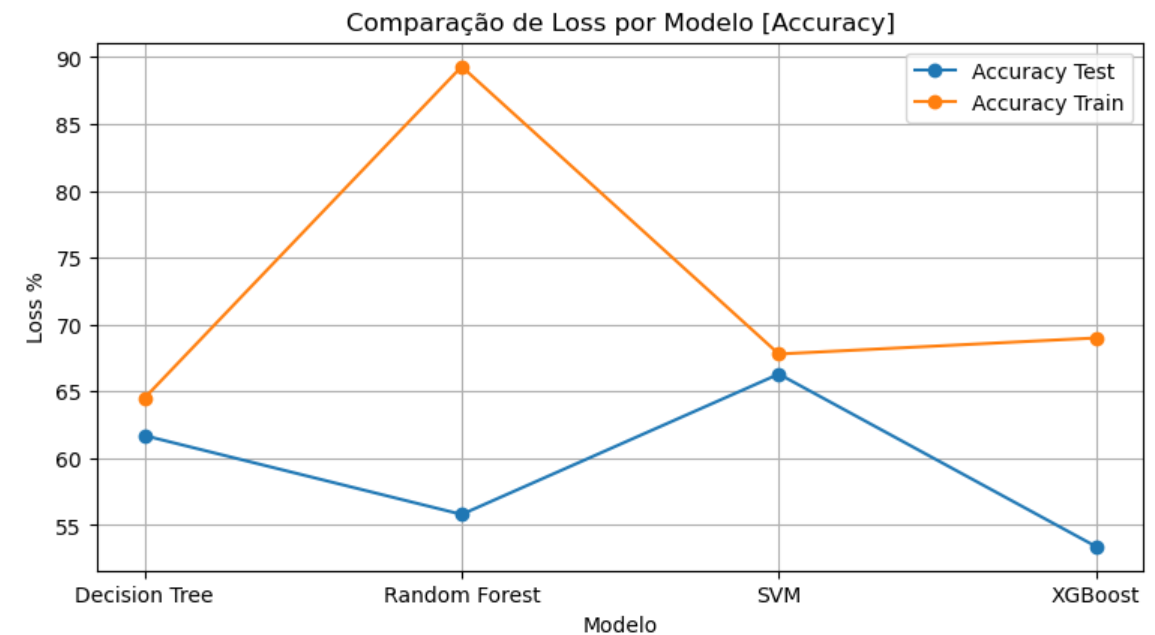 Comparação de Loss por Modelo [Accuracy]
Accuracy Test
Accuracy Train
90
85
80
75
70
65
60
55
Loss %
Decision Tree Random Forest SVM XGBoost
Modelo